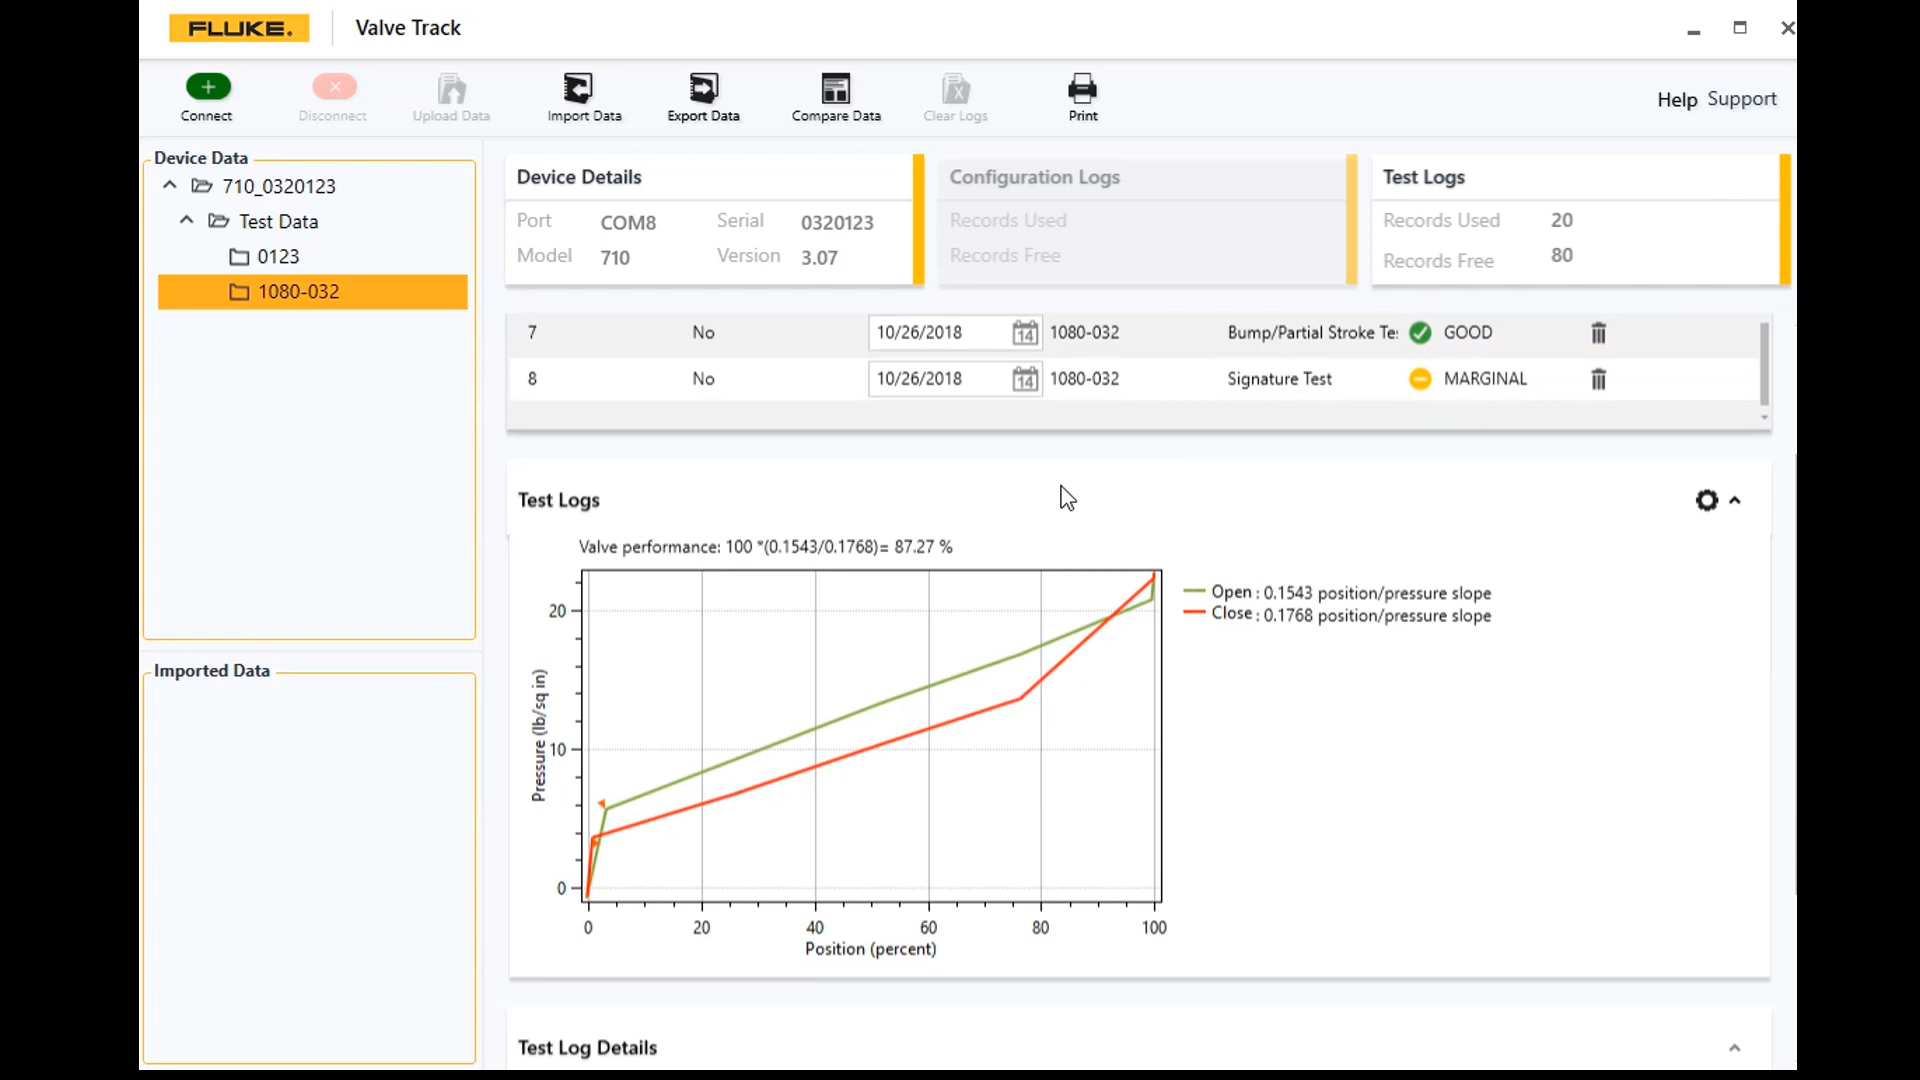 FLUKE.
Valve Track
Connect
Disconnect
Upload Data
Import Data
Export Data
Compare Data
Clear Logs
Print
Help
Support
Device Data
710_0320123
Test Data
0123
1080-032
Imported Data
Device Details
Port COM8 Serial 0320123
Model 710 Version 3.07
Configuration Logs
Records Used
Records Free
Test Logs
Records Used 20
Records Free 80
7 No 10/26/2018 14 1080-032 Bump/Partial Stroke Te: GOOD
8 No 10/26/2018 14 1080-032 Signature Test MARGINAL
Test Logs
Valve performance: 100 *(0.1543/0.1768)= 87.27 %
Open : 0.1543 position/pressure slope
Close : 0.1768 position/pressure slope
Pressure (lb/sq in)
20
10
0
0 20 40 60 80 100
Position (percent)
Test Log Details